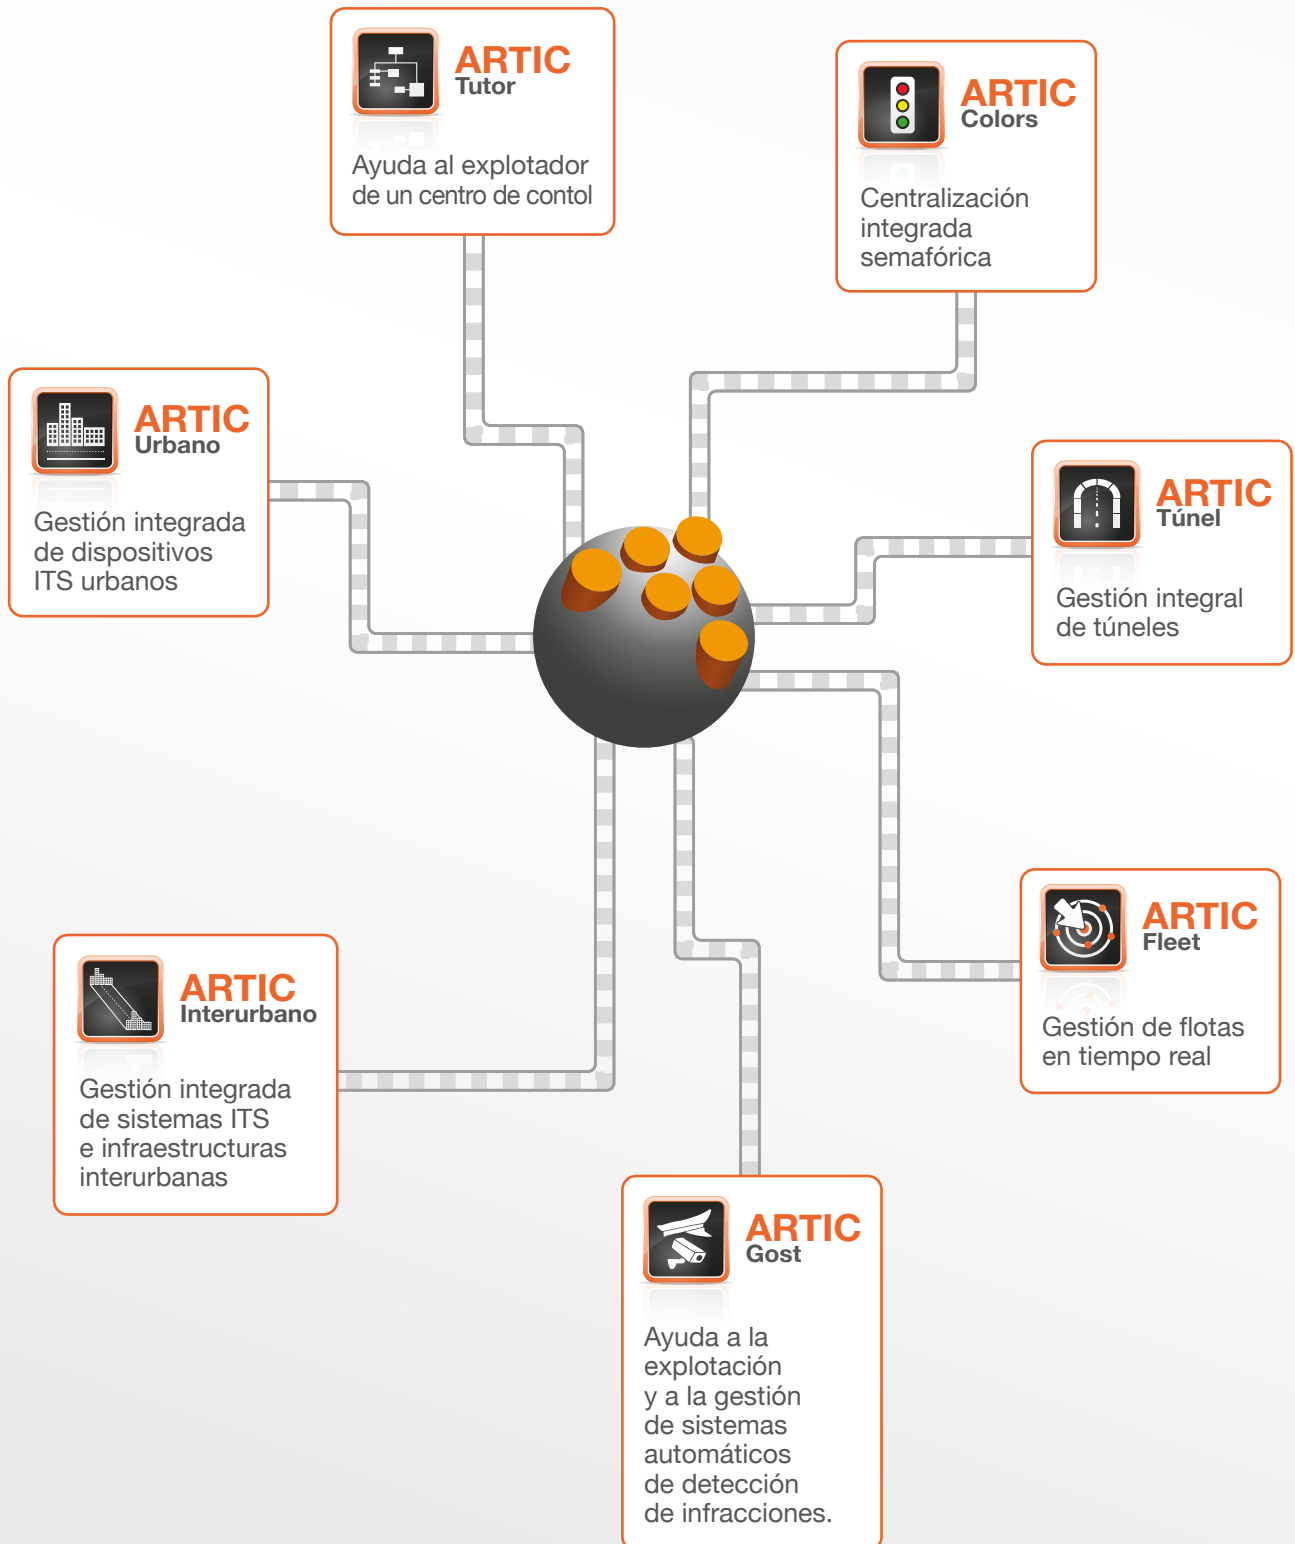 ARTIC
Tutor
Ayuda al explotador
de un centro de contol
ARTIC
Colors
Centralización
integrada
semafórica
ARTIC
Urbano
Gestión integrada
de dispositivos
ITS urbanos
ARTIC
Túnel
Gestión integral
de túneles
ARTIC
Fleet
Gestión de flotas
en tiempo real
ARTIC
Interurbano
Gestión integrada
de sistemas ITS
e infraestructuras
interurbanas
ARTIC
Gost
Ayuda a la
explotación
y a la gestión
de sistemas
automáticos
de detección
de infracciones.